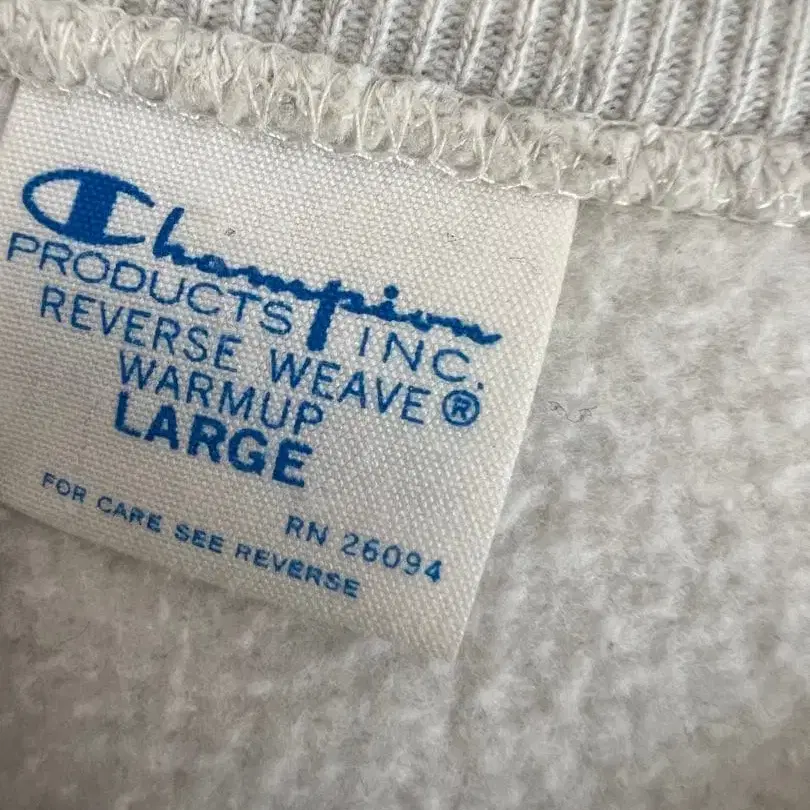 Champion
PRODUCTS INC.
REVERSE WEAVE®
WARMUP
LARGE
RN 26094
FOR CARE SEE REVERSE